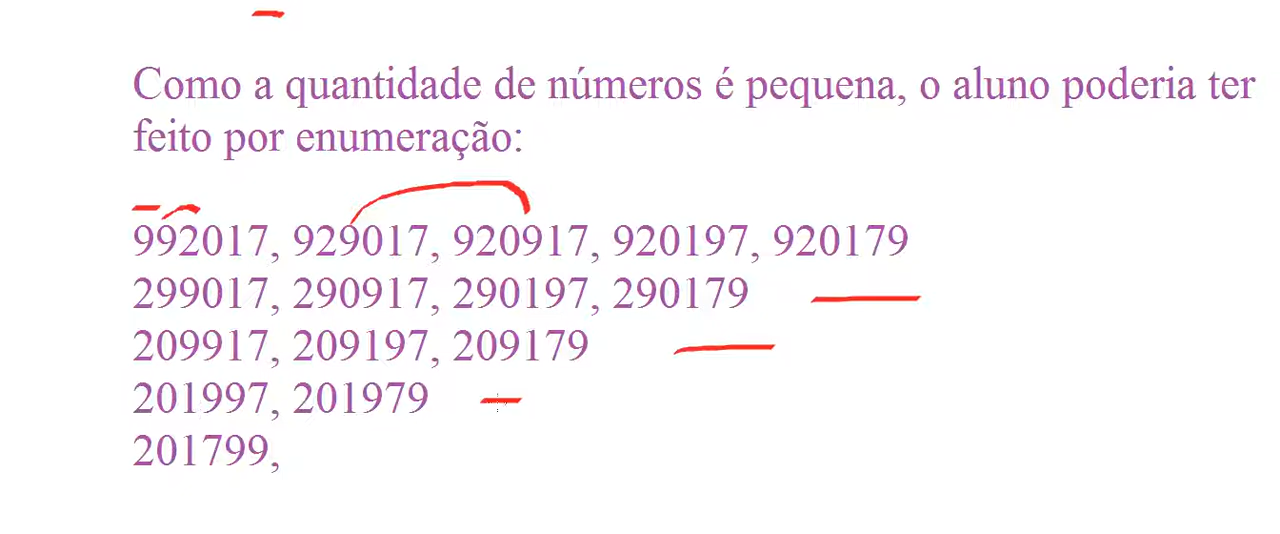 Como a quantidade de números é pequena, o aluno poderia ter
feito por enumeração:
992017, 929017, 920917, 920197, 920179
299017, 290917, 290197, 290179
209917, 209197, 209179
201997, 201979
201799,